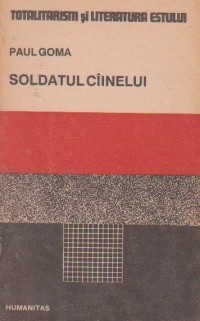 TOTALITARISM și LITERATURA ESTULUI
PAUL GOMA
SOLDATUL CÎINELUI
HUMANITAS